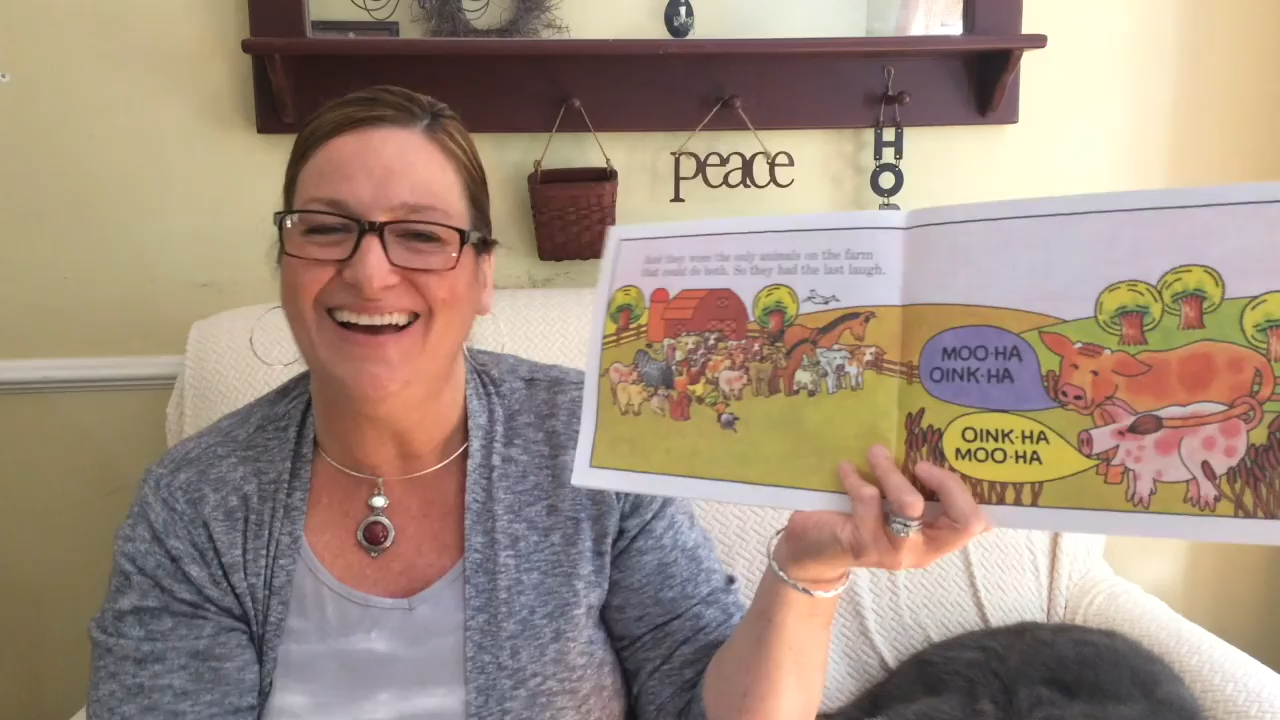 peace
HO
And they were the only animals on the farm
that could do both. So they had the last laugh.
MOO-HA
OINK-HA
OINK-HA
MOO-HA